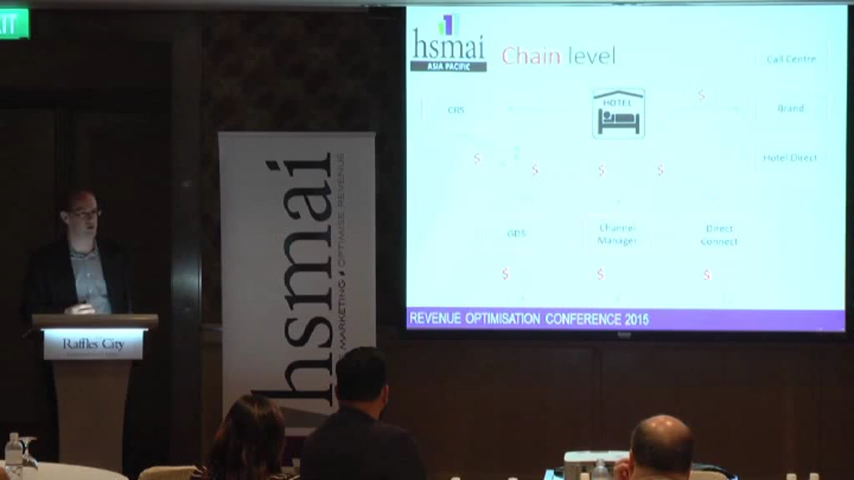 EXIT
hsmai
ASIA PACIFIC
Chain level
Call Centre
HOTEL
$
CRS
Brand
Hotel Direct
$
$
$
$
GDS
Channel
Manager
Direct
Connect
$
$
$
REVENUE OPTIMISATION CONFERENCE 2015
hsmai
MARKETING OPTIMISE REVENUE
Raffles City